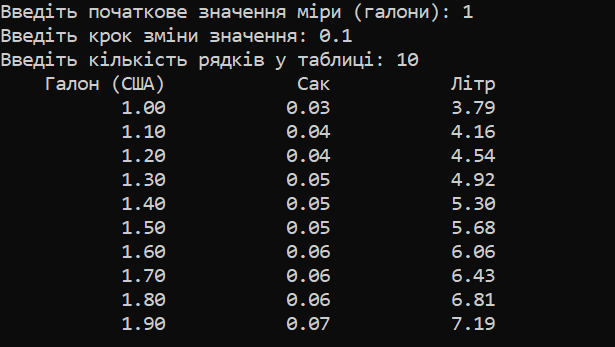 Введіть початкове значення міри (галони): 1
Введіть крок зміни значення: 0.1
Введіть кількість рядків у таблиці: 10
Галон (США) Сак Літр
1.00 0.03 3.79
1.10 0.04 4.16
1.20 0.04 4.54
1.30 0.05 4.92
1.40 0.05 5.30
1.50 0.05 5.68
1.60 0.06 6.06
1.70 0.06 6.43
1.80 0.06 6.81
1.90 0.07 7.19